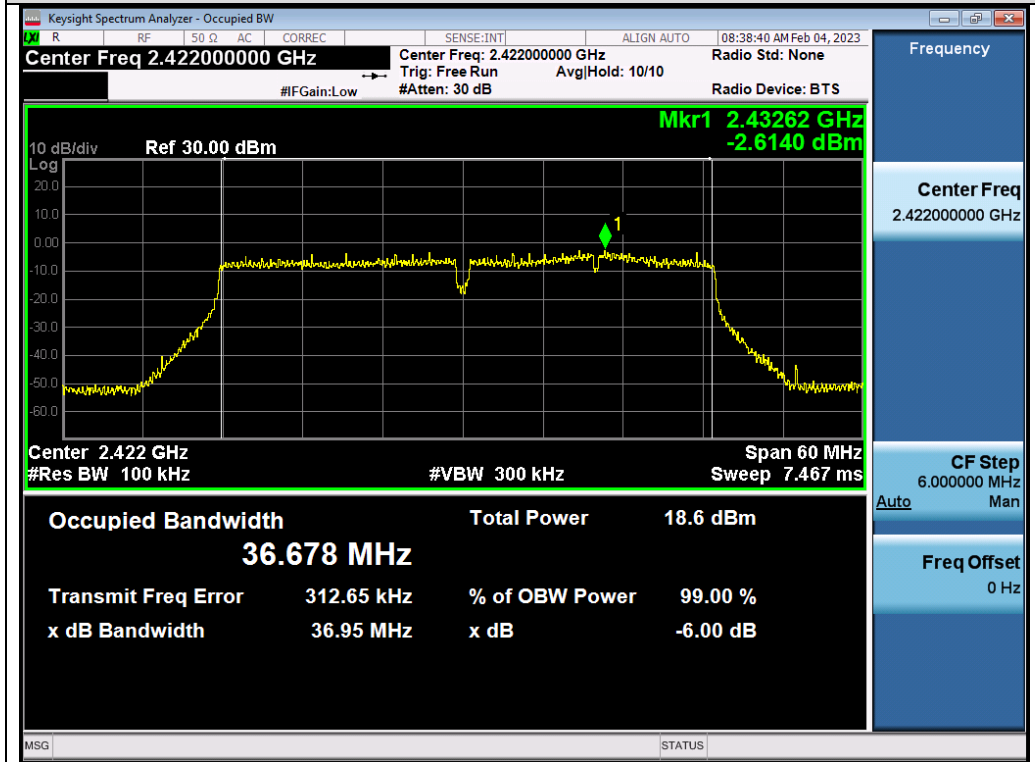 Keysight Spectrum Analyzer - Occupied BW
LXI R RF 50 Ω AC CORREC SENSE:INT ALIGN AUTO 08:38:40 AM Feb 04, 2023
Center Freq 2.422000000 GHz
Center Freq: 2.422000000 GHz
Radio Std: None
Trig: Free Run Avg|Hold: 10/10
#IFGain:Low
#Atten: 30 dB
Radio Device: BTS
Frequency
Mkr1 2.43262 GHz
-2.6140 dBm
10 dB/div Ref 30.00 dBm
Log
20.0
10.0
0.00
-10.0
-20.0
-30.0
-40.0
-50.0
-60.0
1
Center 2.422 GHz
Span 60 MHz
#Res BW 100 kHz
#VBW 300 kHz
Sweep 7.467 ms
Center Freq
2.422000000 GHz
CF Step
6.000000 MHz
Auto Man
Freq Offset
0 Hz
Occupied Bandwidth
Total Power 18.6 dBm
36.678 MHz
Transmit Freq Error 312.65 kHz
% of OBW Power 99.00 %
x dB Bandwidth 36.95 MHz
x dB -6.00 dB
MSG
STATUS